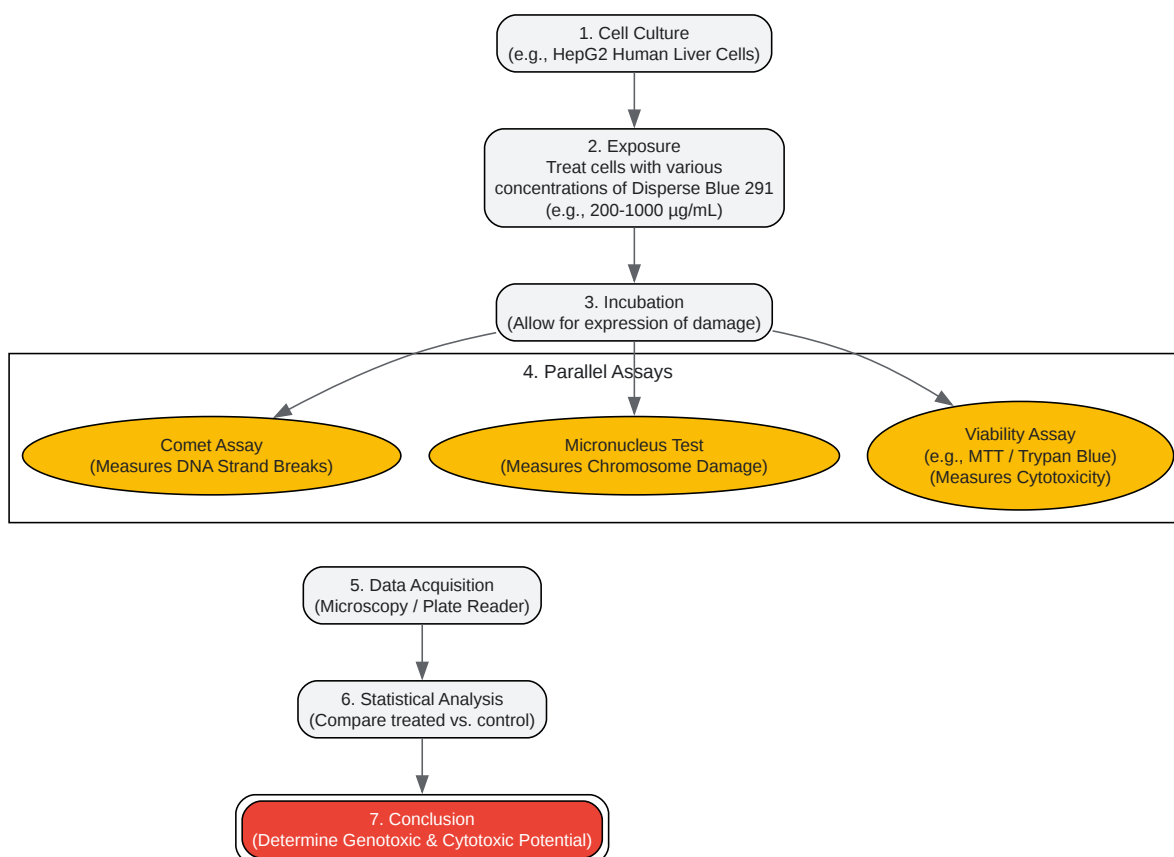 1. Cell Culture
(e.g., HepG2 Human Liver Cells)
2. Exposure
Treat cells with various
concentrations of Disperse Blue 291
(e.g., 200-1000 µg/mL)
3. Incubation
(Allow for expression of damage)
4. Parallel Assays
Comet Assay
(Measures DNA Strand Breaks)
Micronucleus Test
(Measures Chromosome Damage)
Viability Assay
(e.g., MTT / Trypan Blue)
(Measures Cytotoxicity)
5. Data Acquisition
(Microscopy / Plate Reader)
6. Statistical Analysis
(Compare treated vs. control)
7. Conclusion
(Determine Genotoxic & Cytotoxic Potential)